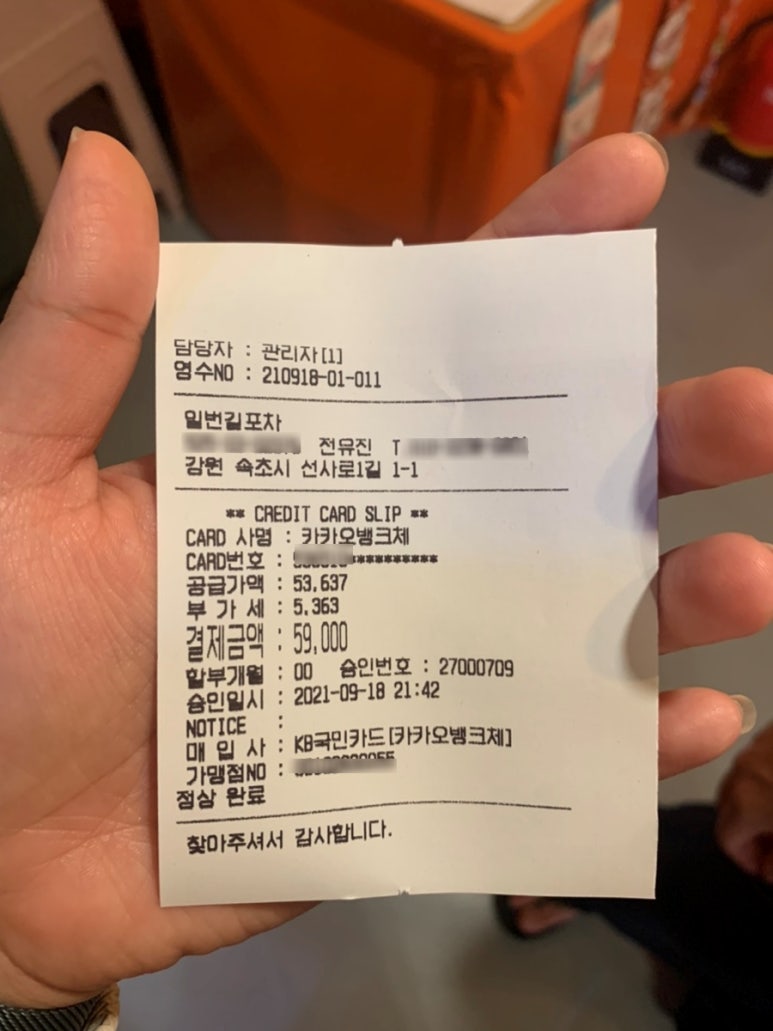 담당자 : 관리자[1]
영수NO : 210918-01-011
일번길포차
전유진 T
강원 속초시 선사로1길 1-1
** CREDIT CARD SLIP **
CARD 사명 : 카카오뱅크체
CARD번호 : **********
공급가액 : 53,637
부 가 세 : 5,363
결제금액 : 59,000
할부개월 : 00 승인번호 : 27000709
승인일시 : 2021-09-18 21:42
NOTICE :
매 입 사 : KB국민카드[카카오뱅크체]
가맹점NO :
정상 완료
찾아주셔서 감사합니다.